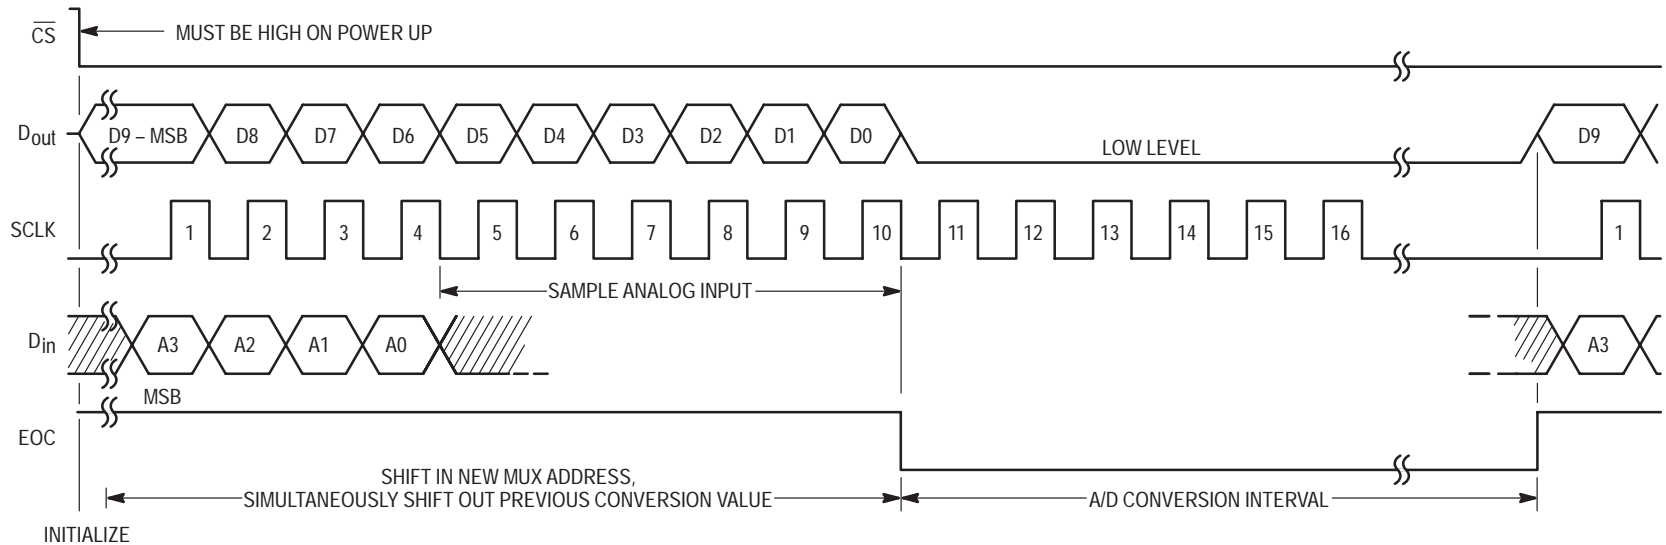 CS
MUST BE HIGH ON POWER UP
Dout
D9 – MSB
D8
D7
D6
D5
D4
D3
D2
D1
D0
LOW LEVEL
D9
SCLK
1
2
3
4
5
6
7
8
9
10
11
12
13
14
15
16
1
SAMPLE ANALOG INPUT
Din
A3
A2
A1
A0
A3
MSB
EOC
SHIFT IN NEW MUX ADDRESS,
SIMULTANEOUSLY SHIFT OUT PREVIOUS CONVERSION VALUE
A/D CONVERSION INTERVAL
INITIALIZE